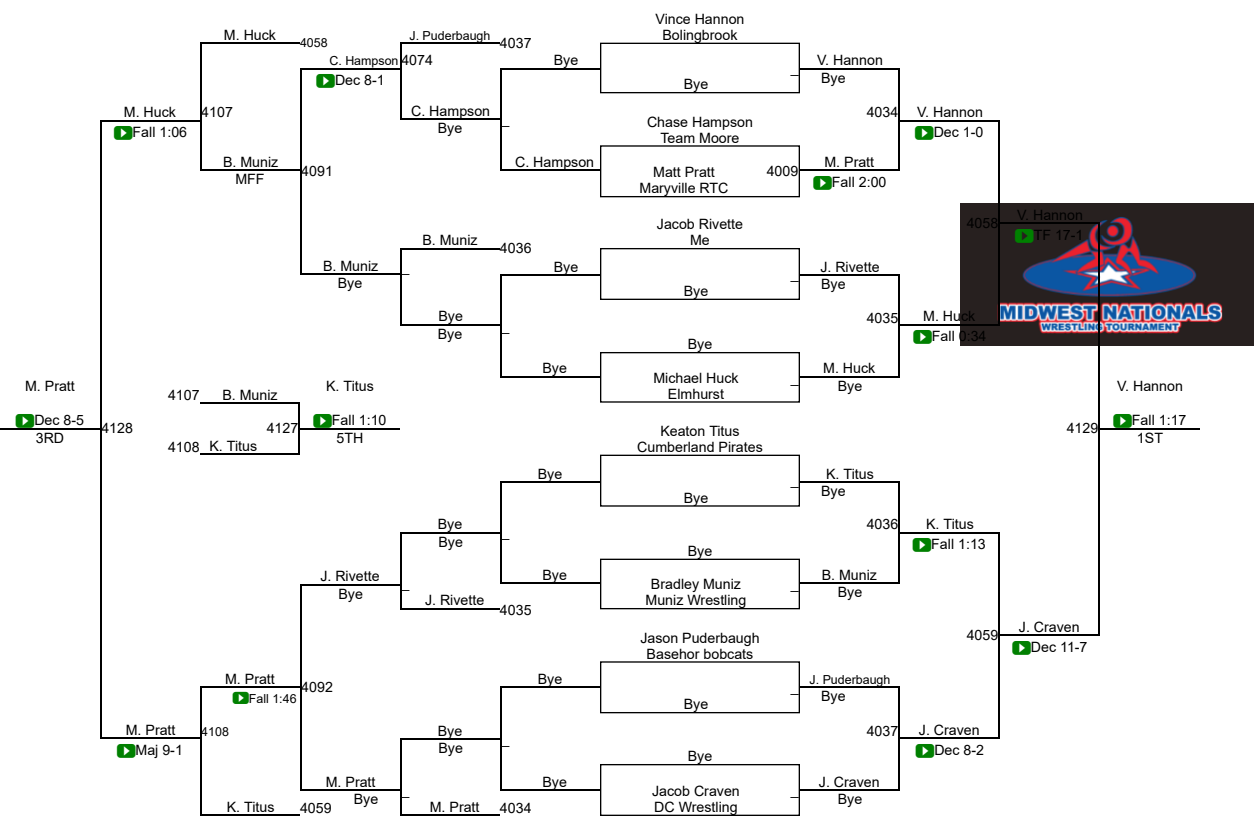 Vince Hannon
Bolingbrook
M. Huck
4058
J. Puderbaugh
4037
C. Hampson
4074
Dec 8-1
Bye
V. Hannon
Bye
Bye
M. Huck
4107
Fall 1:06
C. Hampson
Bye
4034
V. Hannon
Dec 1-0
Chase Hampson
Team Moore
B. Muniz
MFF
4091
C. Hampson
Matt Pratt
Maryville RTC
4009
M. Pratt
Fall 2:00
Jacob Rivette
Me
4058
V. Hannon
TF 17-1
B. Muniz
4036
B. Muniz
Bye
Bye
J. Rivette
Bye
Bye
Bye
Bye
4035
M. Huck
Fall 0:34
MIDWEST NATIONALS
WRESTLING TOURNAMENT
Bye
Bye
Michael Huck
Elmhurst
M. Huck
Bye
M. Pratt
Dec 8-5
3RD
4128
4107
B. Muniz
4108
K. Titus
4127
K. Titus
Fall 1:10
5TH
V. Hannon
4129
Fall 1:17
1ST
Keaton Titus
Cumberland Pirates
Bye
Bye
K. Titus
Bye
Bye
Bye
4036
K. Titus
Fall 1:13
J. Rivette
Bye
J. Rivette
4035
Bye
Bye
Bradley Muniz
Muniz Wrestling
B. Muniz
Bye
4059
J. Craven
Dec 11-7
Jason Puderbaugh
Basehor bobcats
M. Pratt
Fall 1:46
4092
Bye
Bye
J. Puderbaugh
Bye
M. Pratt
Maj 9-1
4108
Bye
Bye
4037
J. Craven
Dec 8-2
M. Pratt
Bye
Bye
Bye
Jacob Craven
DC Wrestling
J. Craven
Bye
K. Titus
4059
M. Pratt
4034